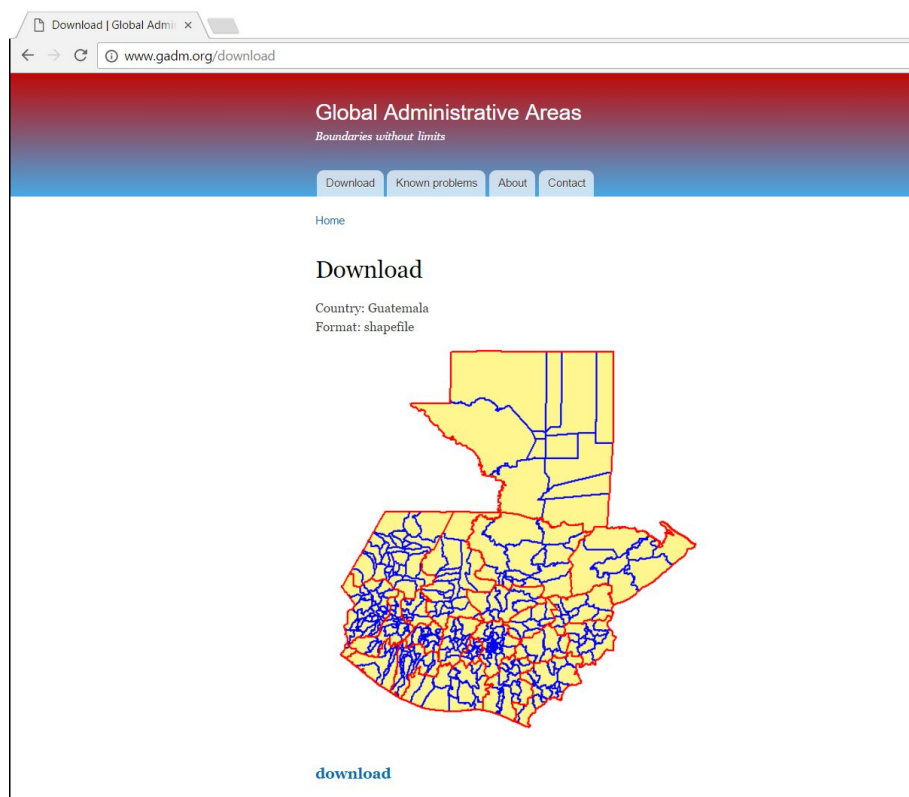 Download | Global Admi
www.gadm.org/download
Global Administrative Areas
Boundaries without limits
Download
Known problems
About
Contact
Home
Download
Country: Guatemala
Format: shapefile
download